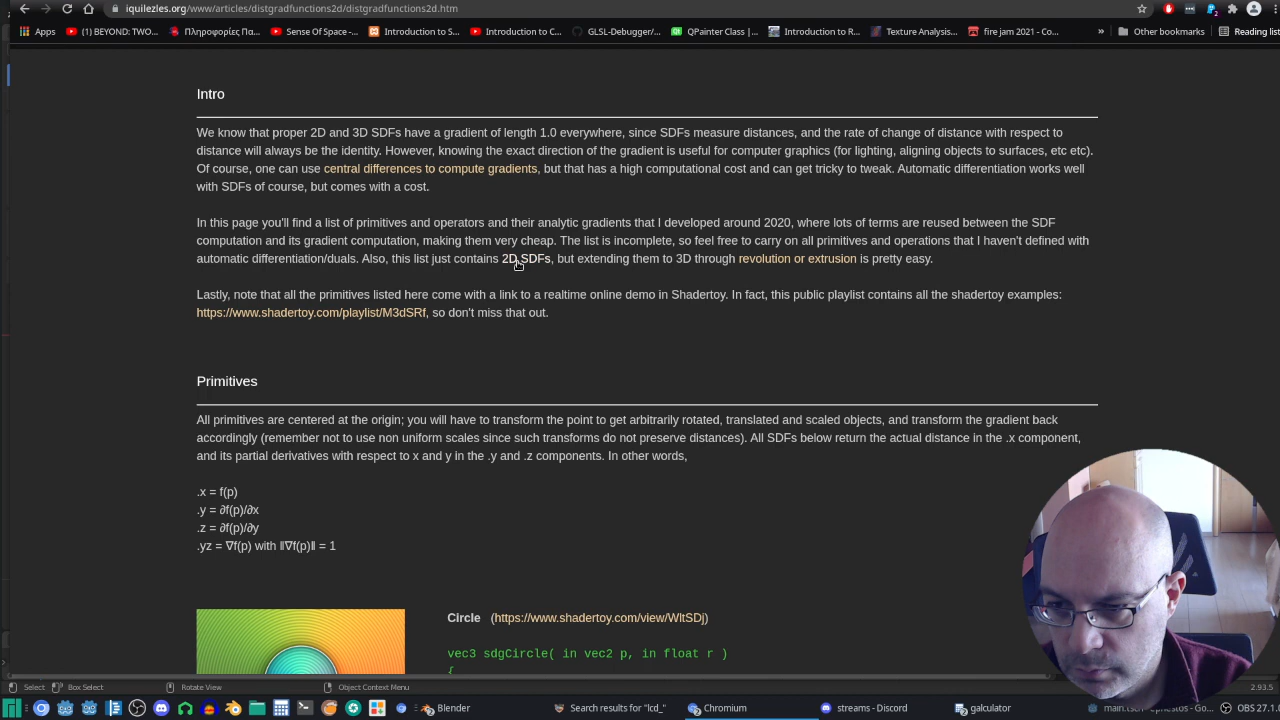 iquilezles.org/www/articles/distgradfunctions2d/distgradfunctions2d.htm
Apps
(1) BEYOND: TWO...
Πληροφορίες Πα...
Sense Of Space -...
Introduction to S...
Introduction to C...
GLSL-Debugger/...
QPainter Class |...
Introduction to R...
Texture Analysis...
fire jam 2021 - Co...
»
Other bookmarks
Reading list
Intro
We know that proper 2D and 3D SDFs have a gradient of length 1.0 everywhere, since SDFs measure distances, and the rate of change of distance with respect to
distance will always be the identity. However, knowing the exact direction of the gradient is useful for computer graphics (for lighting, aligning objects to surfaces, etc etc).
Of course, one can use central differences to compute gradients, but that has a high computational cost and can get tricky to tweak. Automatic differentiation works well
with SDFs of course, but comes with a cost.
In this page you'll find a list of primitives and operators and their analytic gradients that I developed around 2020, where lots of terms are reused between the SDF
computation and its gradient computation, making them very cheap. The list is incomplete, so feel free to carry on all primitives and operations that I haven't defined with
automatic differentiation/duals. Also, this list just contains 2D SDFs, but extending them to 3D through revolution or extrusion is pretty easy.
Lastly, note that all the primitives listed here come with a link to a realtime online demo in Shadertoy. In fact, this public playlist contains all the shadertoy examples:
https://www.shadertoy.com/playlist/M3dSRf, so don't miss that out.
Primitives
All primitives are centered at the origin; you will have to transform the point to get arbitrarily rotated, translated and scaled objects, and transform the gradient back
accordingly (remember not to use non uniform scales since such transforms do not preserve distances). All SDFs below return the actual distance in the .x component,
and its partial derivatives with respect to x and y in the .y and .z components. In other words,
.x = f(p)
.y = ∂f(p)/∂x
.z = ∂f(p)/∂y
.yz = ∇f(p) with ‖∇f(p)‖ = 1
Circle (https://www.shadertoy.com/view/WltSDj)
vec3 sdgCircle( in vec2 p, in float r )
{
Select
Box Select
Rotate View
Object Context Menu
2.93.5
Blender
Search results for "lcd_"
Chromium
streams — Discord
galculator
OBS 27.1.